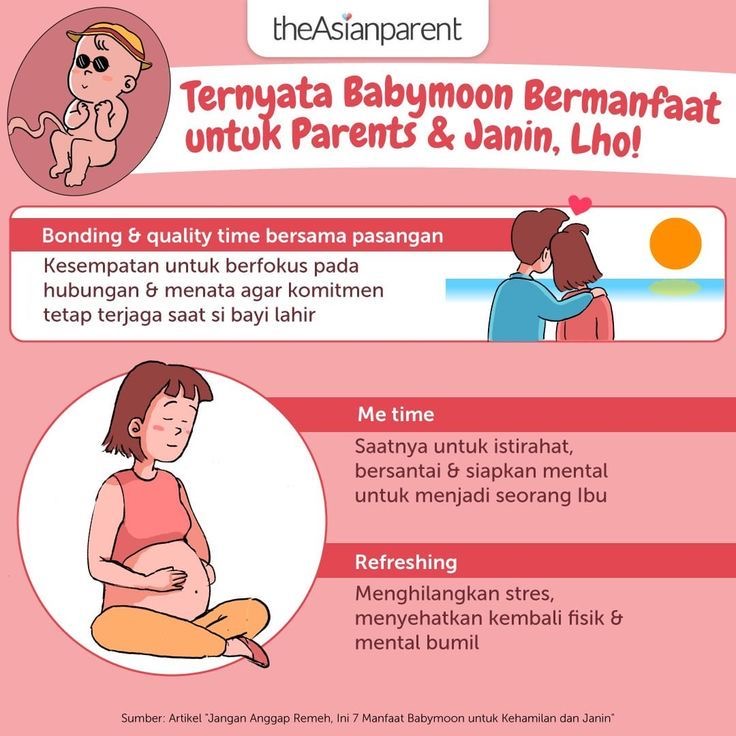 theAsianparent
Ternyata Babymoon Bermanfaat
untuk Parents & Janin, Lho!
Bonding & quality time bersama pasangan
Kesempatan untuk berfokus pada
hubungan & menata agar komitmen
tetap terjaga saat si bayi lahir
Me time
Saatnya untuk istirahat,
bersantai & siapkan mental
untuk menjadi seorang Ibu
Refreshing
Menghilangkan stres,
menyehatkan kembali fisik &
mental bumil
Sumber: Artikel "Jangan Anggap Remeh, Ini 7 Manfaat Babymoon untuk Kehamilan dan Janin"